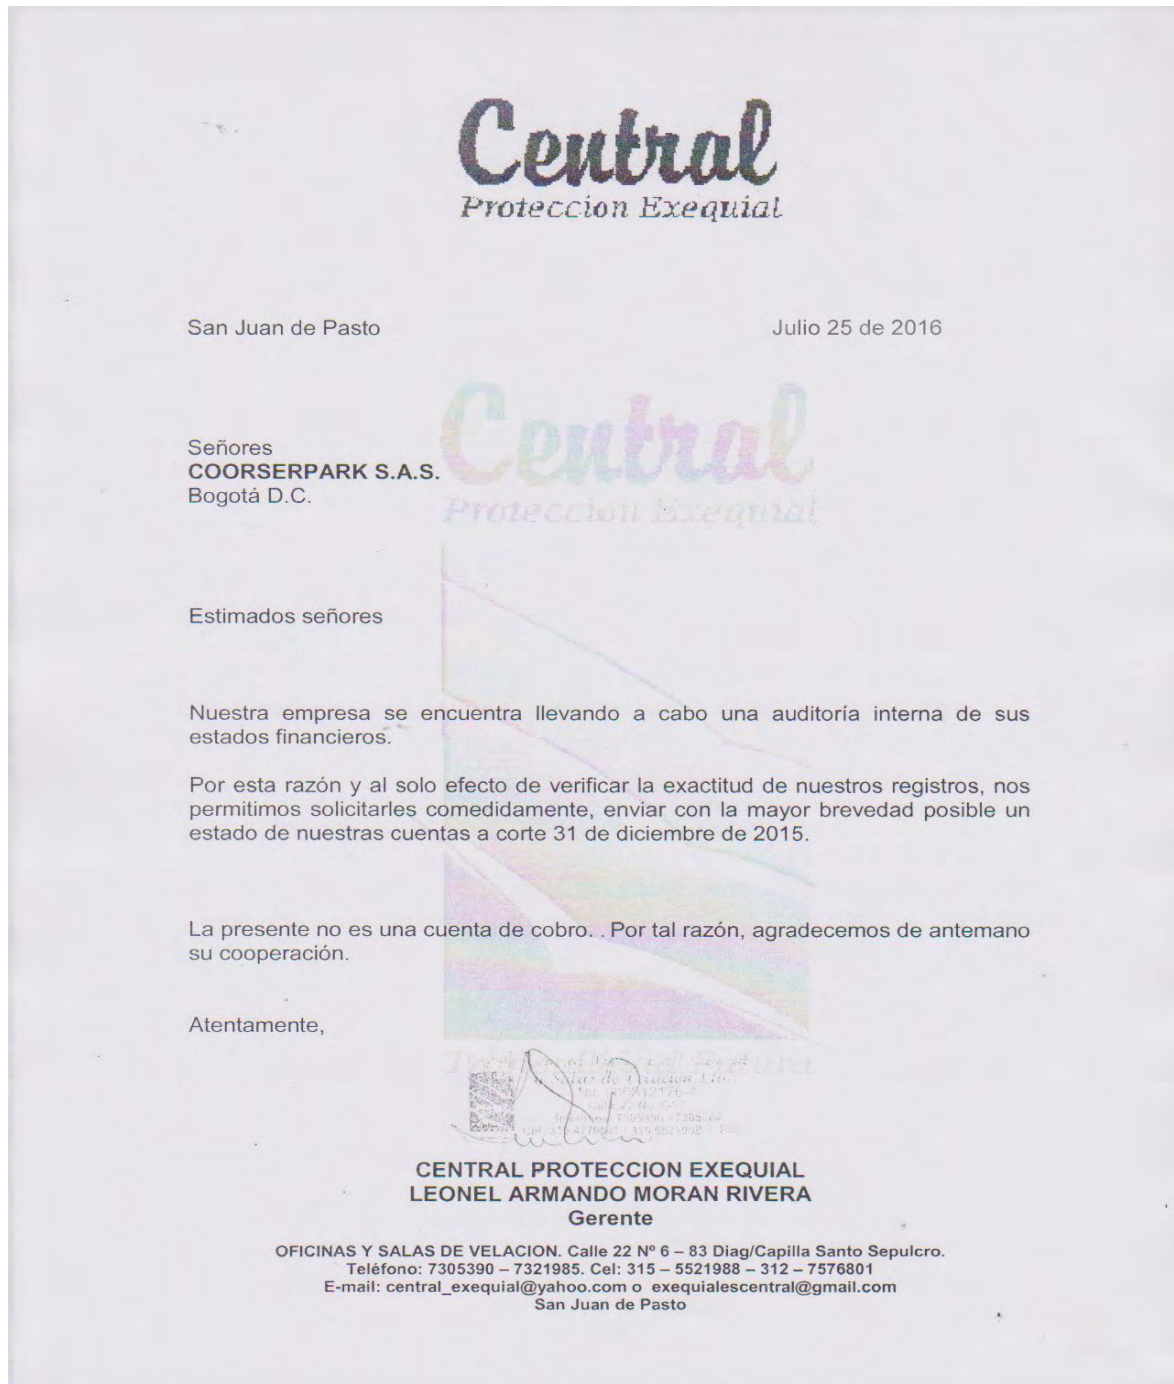 Central
Proteccion Exequial
San Juan de Pasto Julio 25 de 2016
Central
Proteccion Exequial
Señores
COORSERPARK S.A.S.
Bogotá D.C.
Estimados señores
Nuestra empresa se encuentra llevando a cabo una auditoría interna de sus
estados financieros.
Por esta razón y al solo efecto de verificar la exactitud de nuestros registros, nos
permitimos solicitarles comedidamente, enviar con la mayor brevedad posible un
estado de nuestras cuentas a corte 31 de diciembre de 2015.
La presente no es una cuenta de cobro. . Por tal razón, agradecemos de antemano
su cooperación.
Atentamente,
CENTRAL PROTECCION EXEQUIAL
LEONEL ARMANDO MORAN RIVERA
Gerente
OFICINAS Y SALAS DE VELACION. Calle 22 Nº 6 – 83 Diag/Capilla Santo Sepulcro.
Teléfono: 7305390 – 7321985. Cel: 315 – 5521988 – 312 – 7576801
E-mail: central_exequial@yahoo.com o exequialescentral@gmail.com
San Juan de Pasto